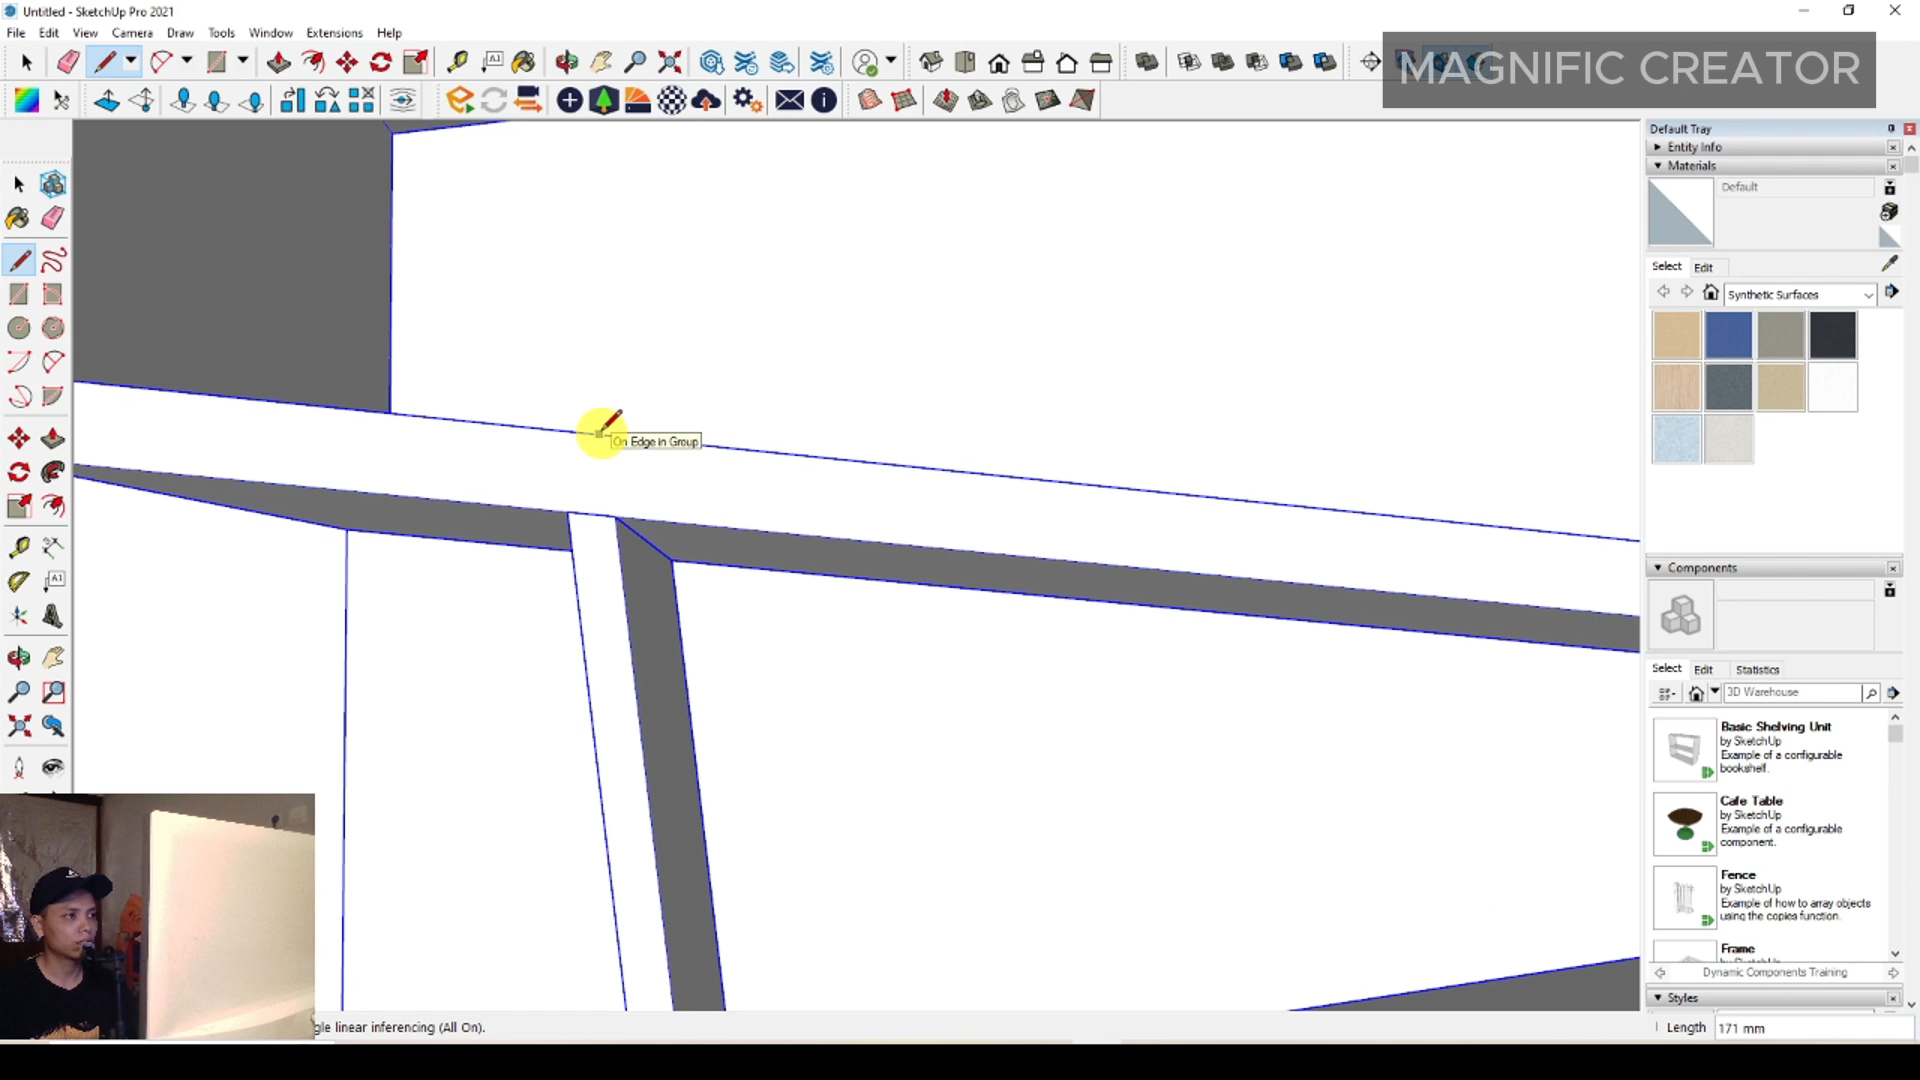 Untitled - SketchUp Pro 2021
File Edit View Camera Draw Tools Window Extensions Help
MAGNIFIC CREATOR
A1
Default Tray
Entity Info
Materials
Default
Select Edit
Synthetic Surfaces
On Edge in Group
A1
Components
Select Edit Statistics
3D Warehouse
Basic Shelving Unit
by SketchUp
Example of a configurable
bookshelf.
Cafe Table
by SketchUp
Example of a configurable
component.
Fence
by SketchUp
Example of how to array objects
using the copies function.
Frame
Dynamic Components Training
Styles
gle linear inferencing (All On).
Length 171 mm